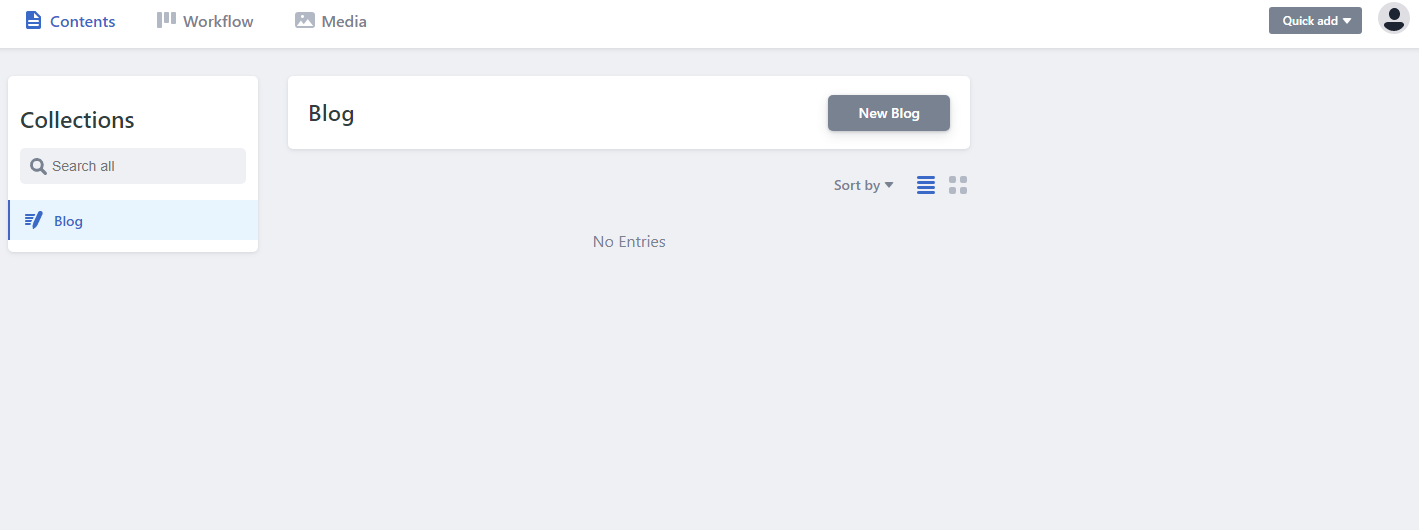 Contents Workflow Media Quick add
Collections
Search all
Blog
Blog New Blog
Sort by
No Entries